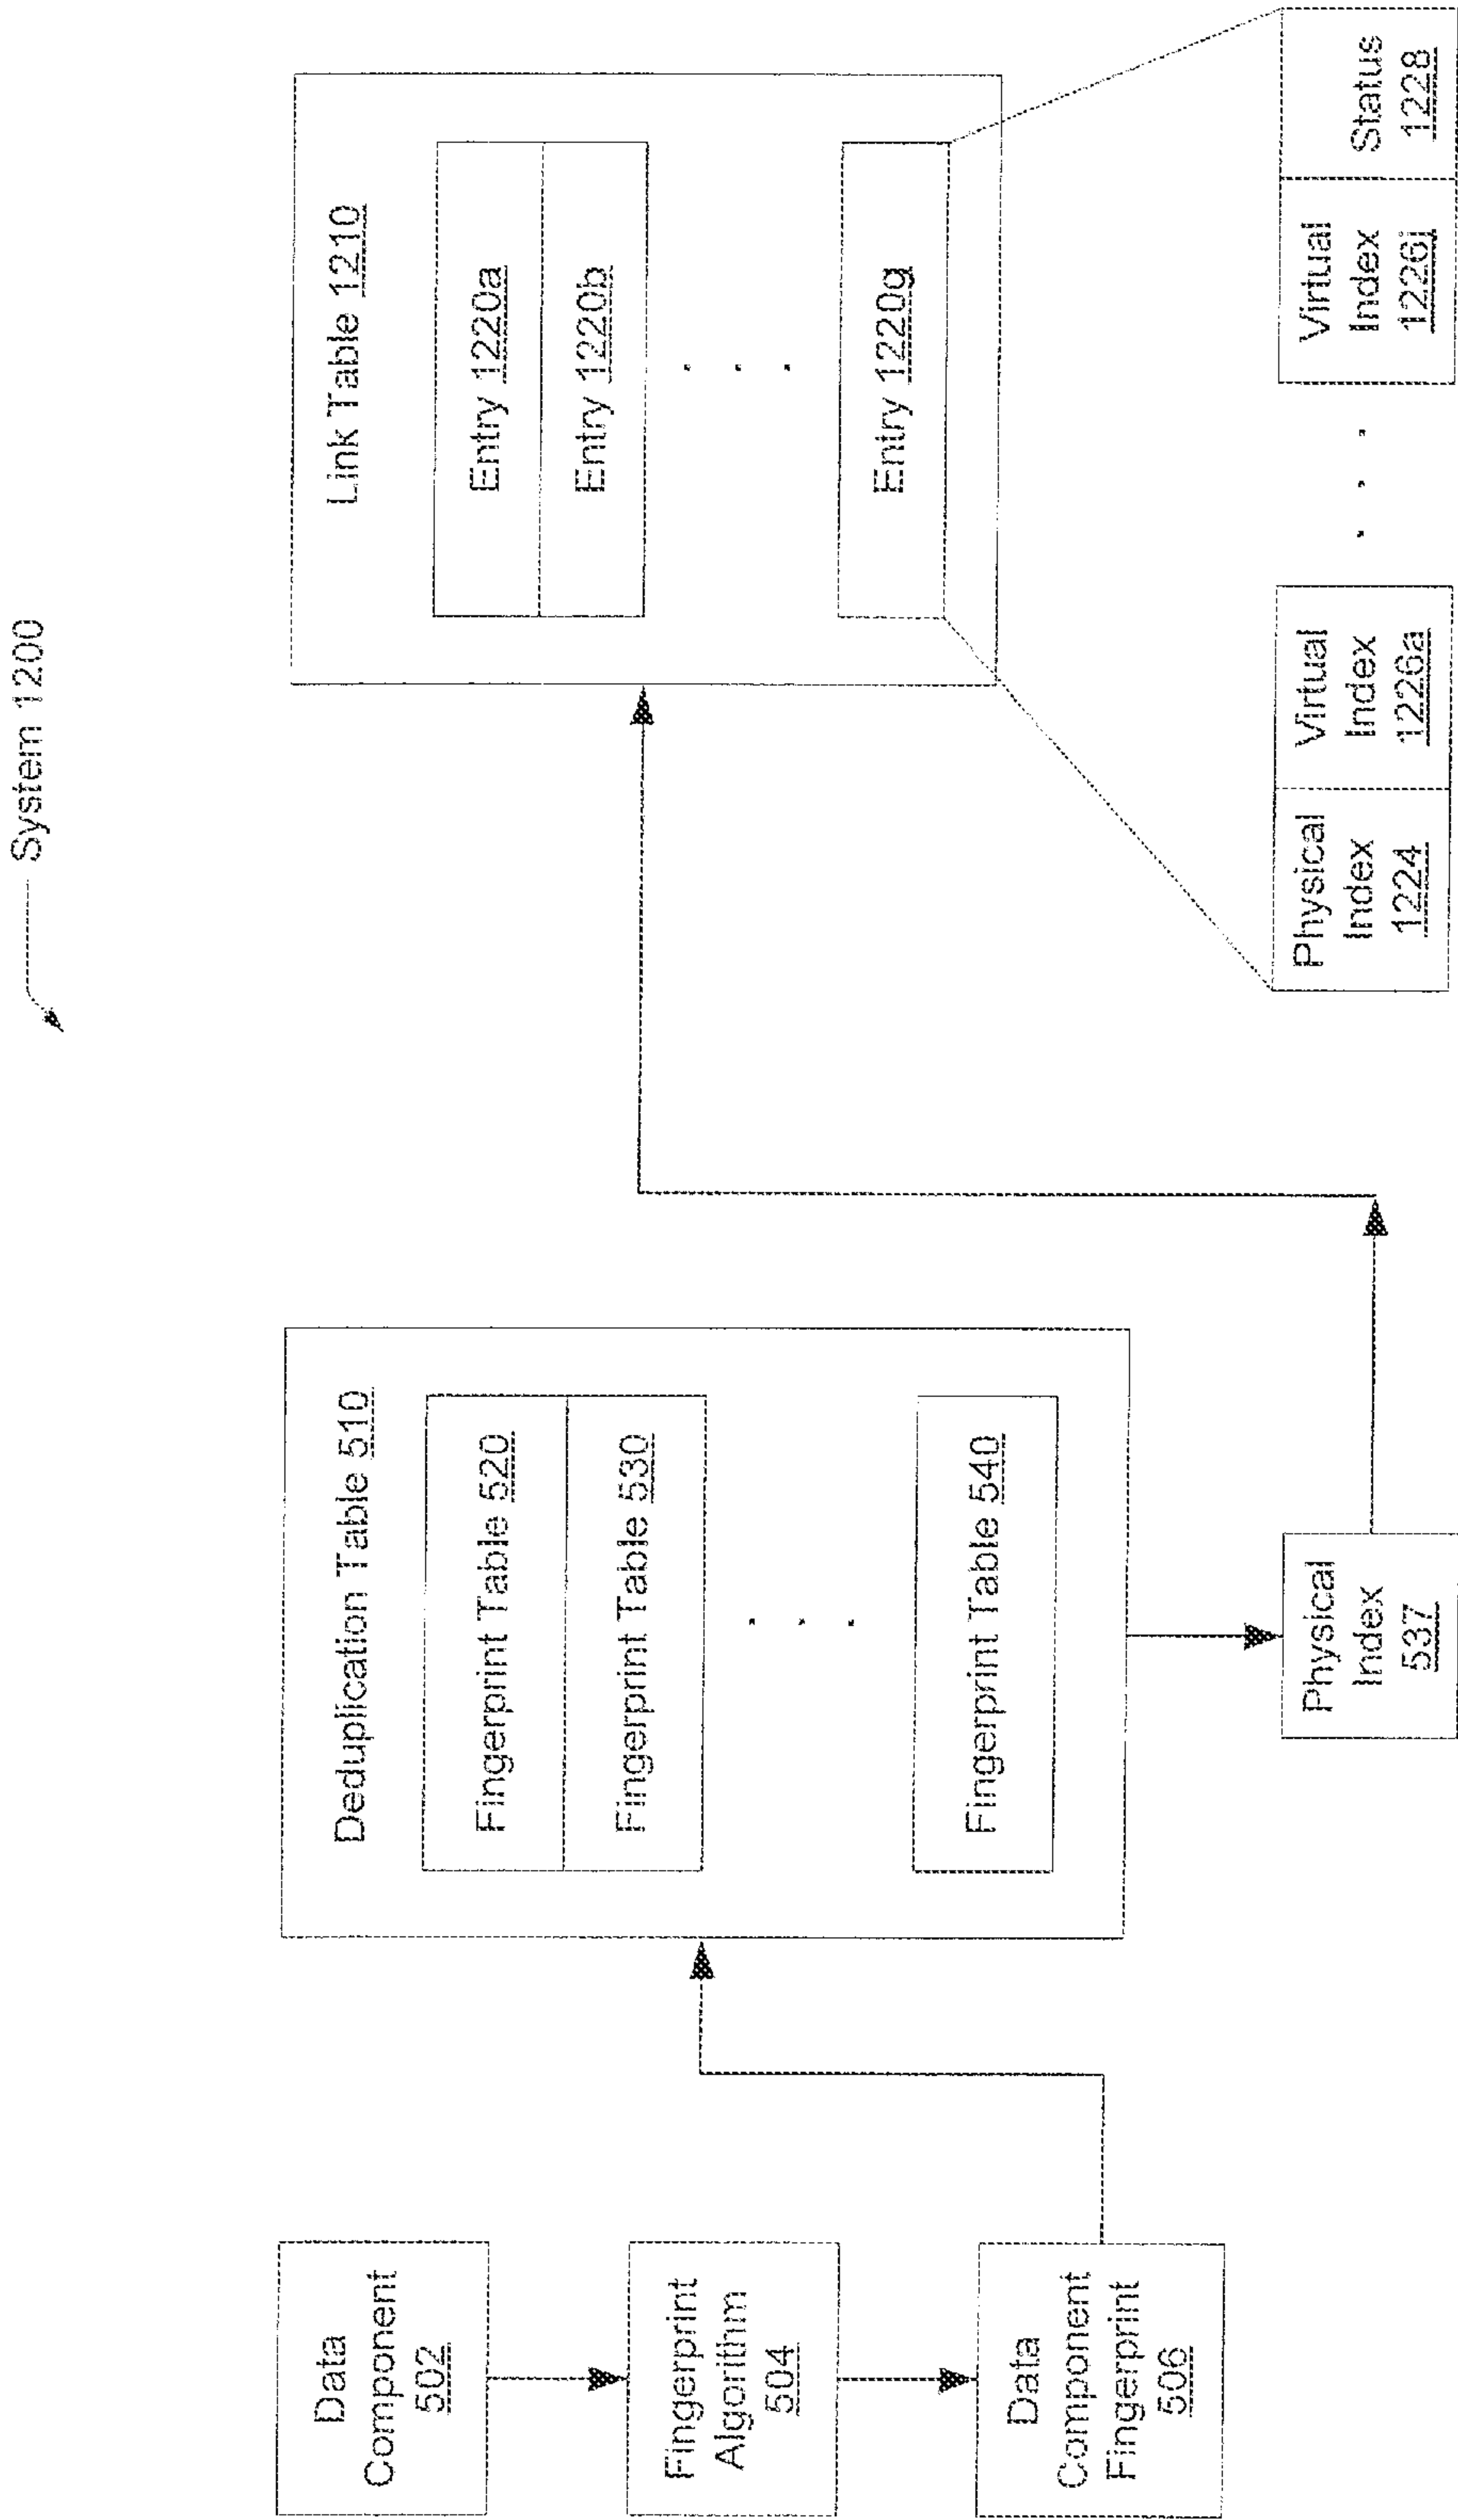 System 1200
Data
Component
502
Fingerprint
Algorithm
504
Data
Component
Fingerprint
506
Deduplication Table 510
Fingerprint Table 520
Fingerprint Table 530
. . .
Fingerprint Table 540
Physical
Index
537
Link Table 1210
Entry 1220a
Entry 1220b
. . .
Entry 1220g
Physical
Index
1224
Virtual
Index
1226a
. . .
Virtual
Index
1226j
Status
1228